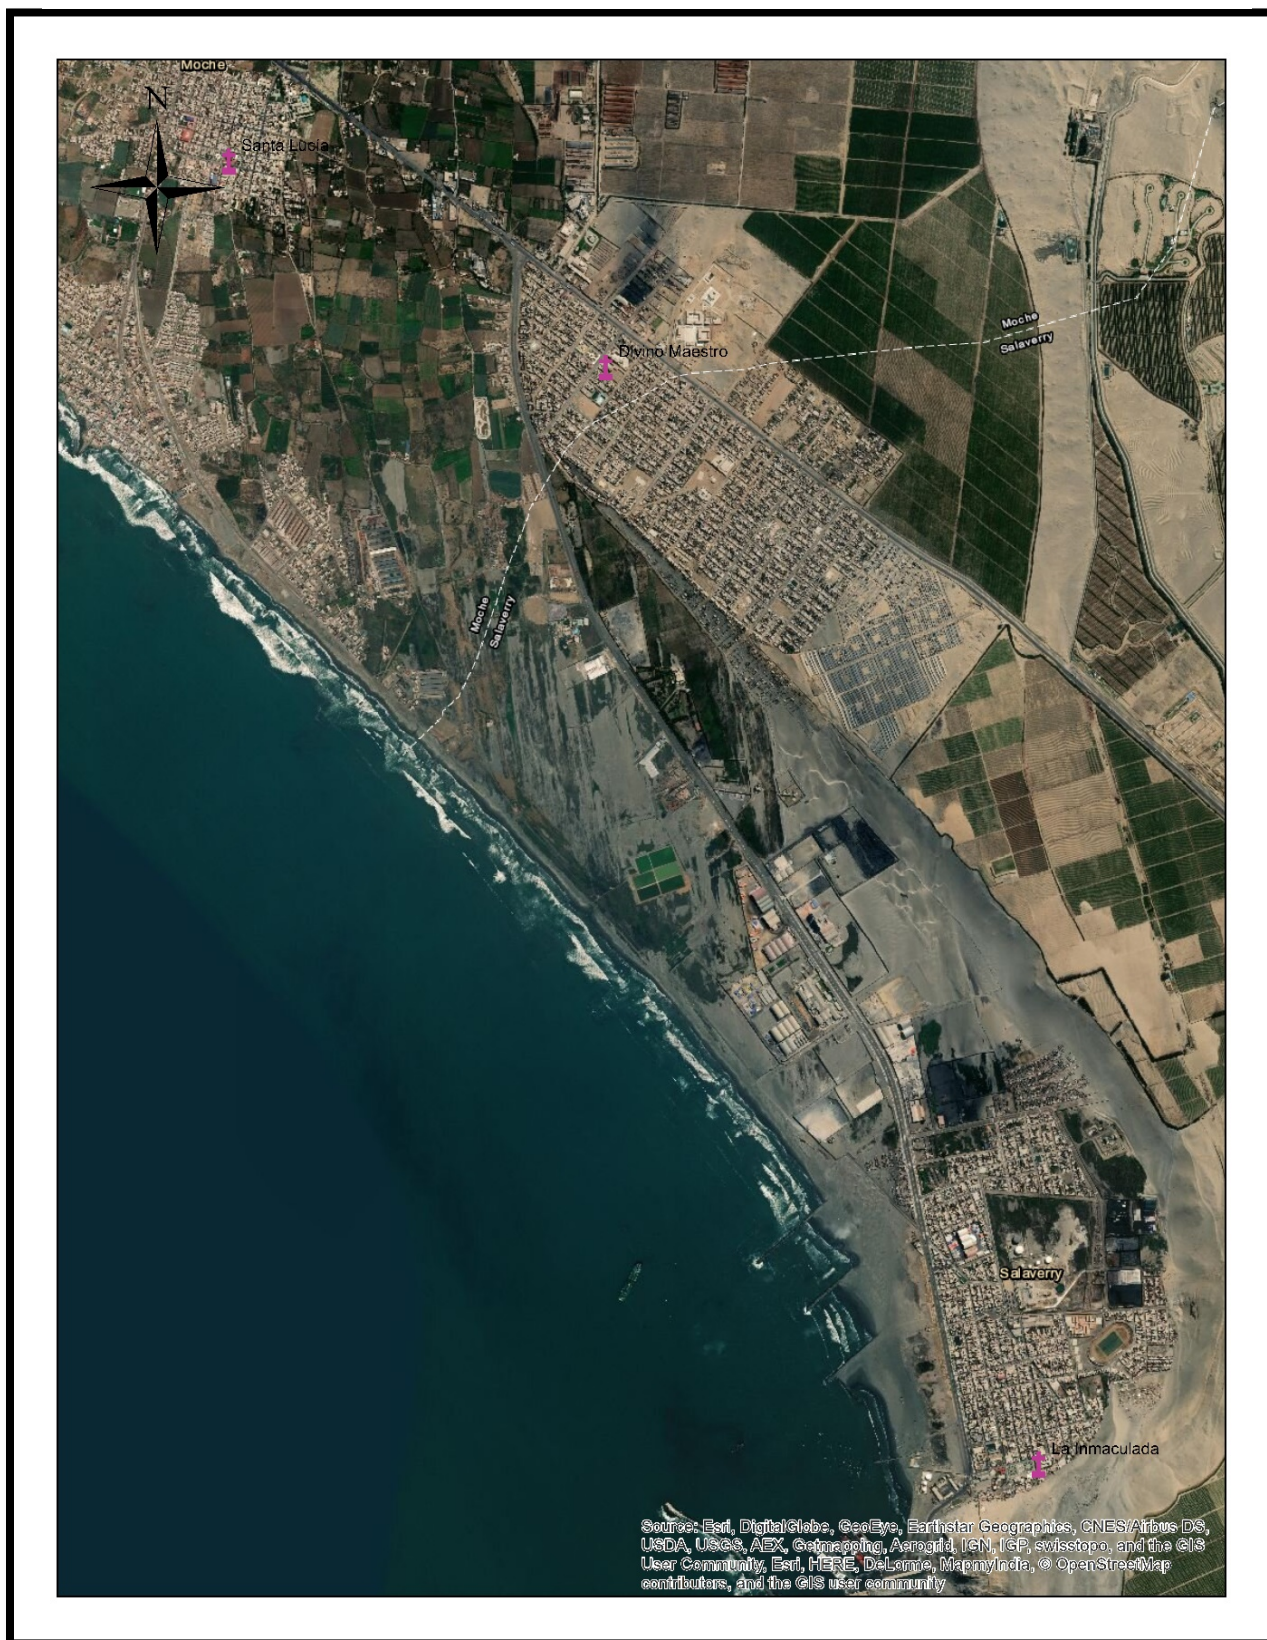 Moche
N
Santa Lucia
Moche
Salaverry
Divino Maestro
Moche
Salaverry
Salaverry
La Inmaculada
Source: Esri, DigitalGlobe, GeoEye, Earthstar Geographics, CNES/Airbus DS,
USDA, USGS, AEX, Getmapping, Aerogrid, IGN, IGP, swisstopo, and the GIS
User Community, Esri, HERE, DeLorme, MapmyIndia, © OpenStreetMap
contributors, and the GIS user community